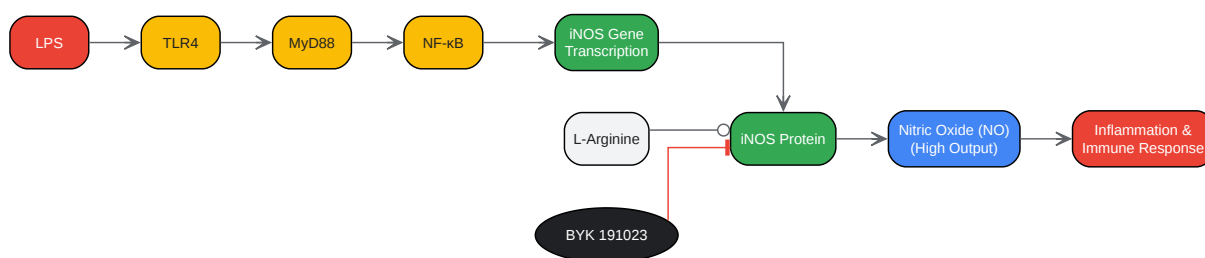 LPS
TLR4
MyD88
NF-κB
iNOS Gene
Transcription
L-Arginine
iNOS Protein
Nitric Oxide (NO)
(High Output)
Inflammation &
Immune Response
BYK 191023